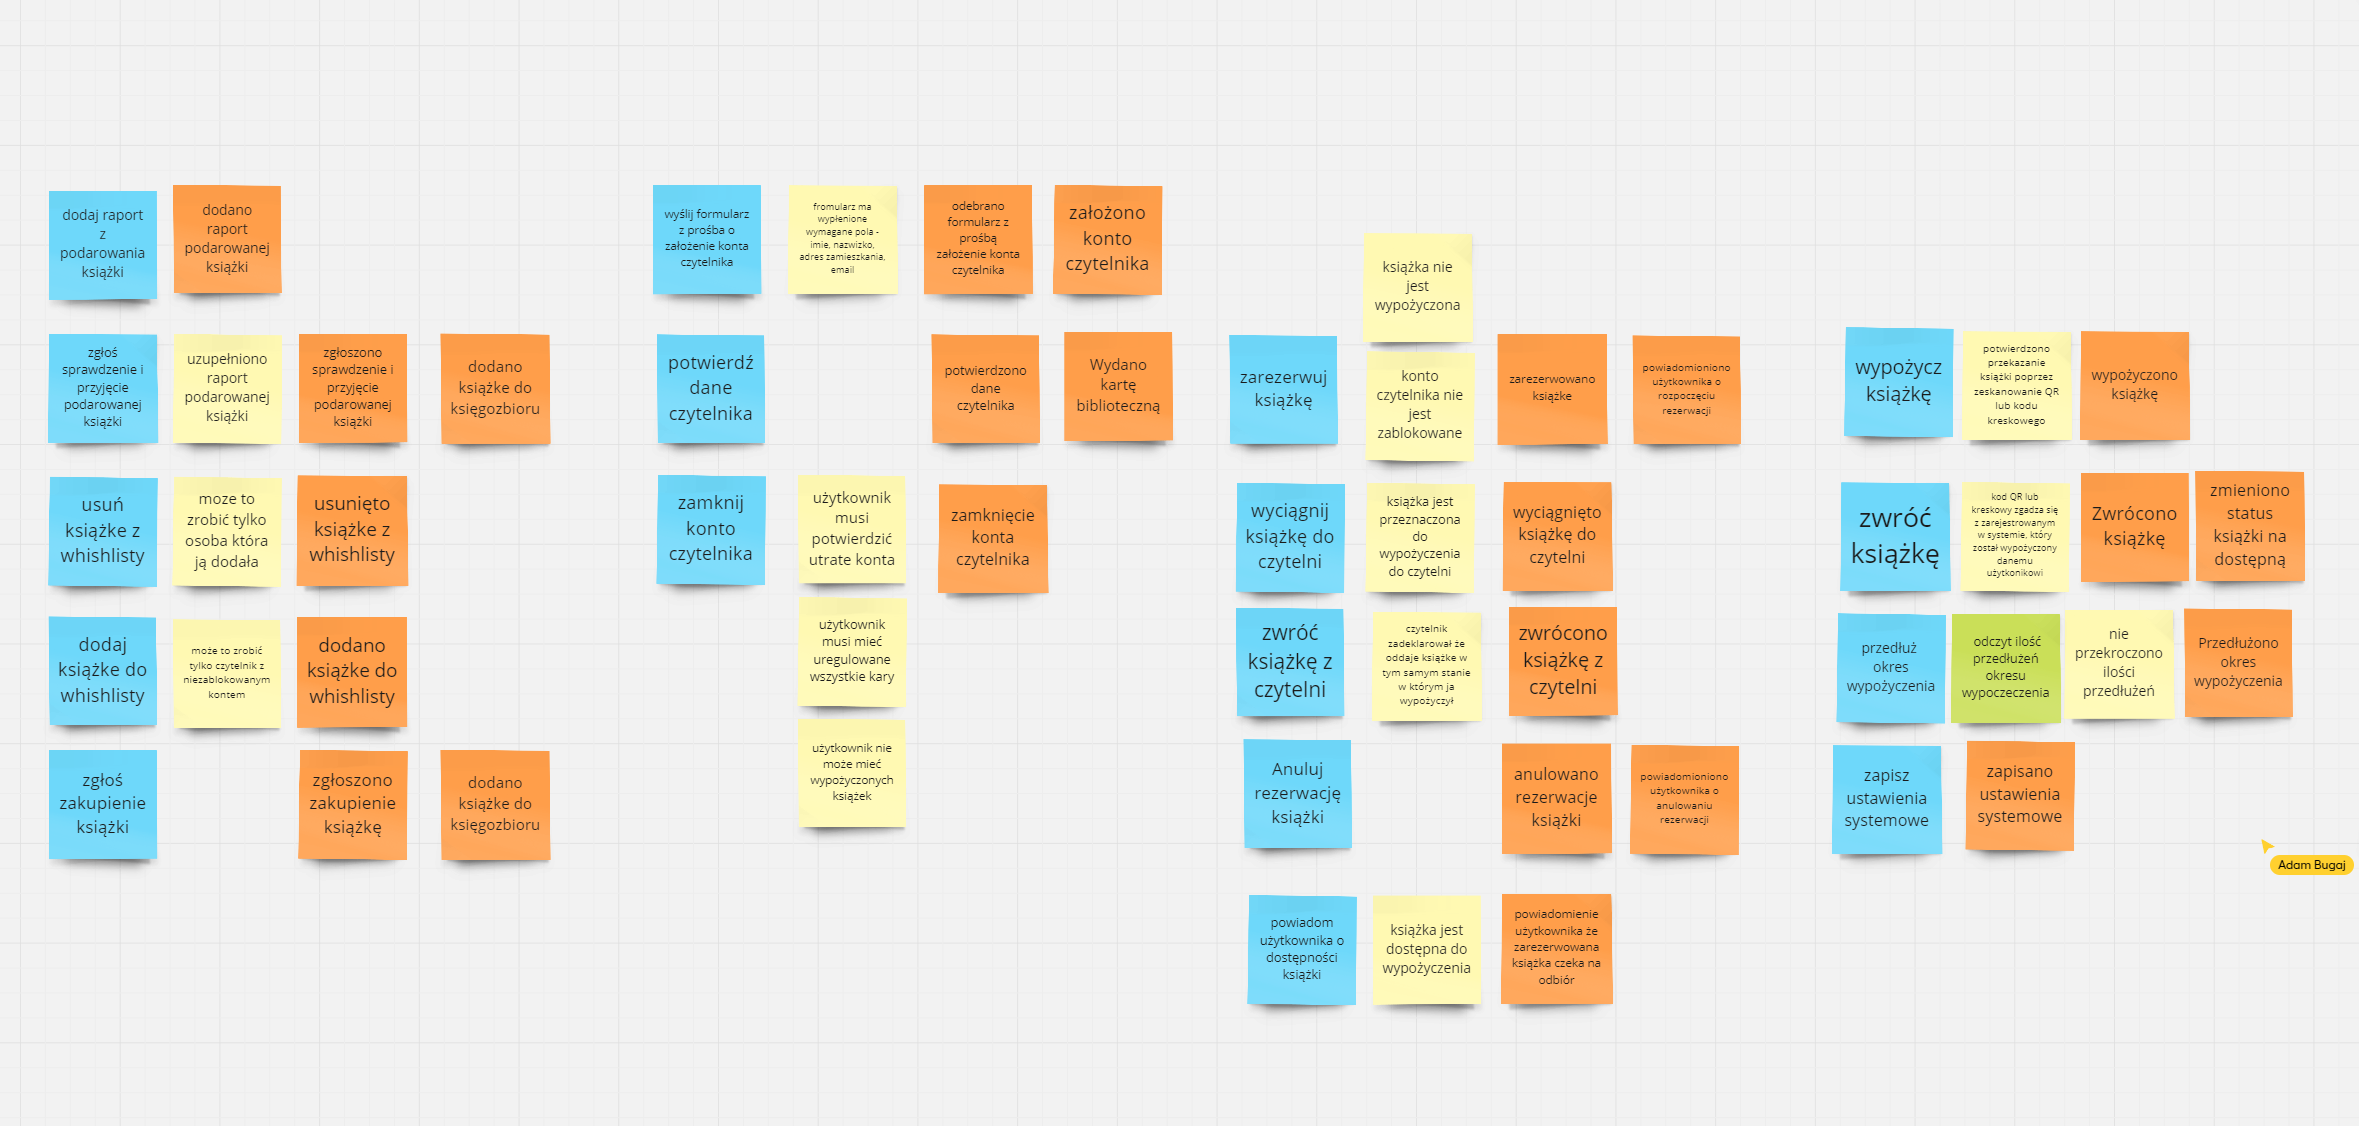 dodaj raport
z
podarowania
książki
dodano
raport
podarowanej
książki
zgłoś
sprawdzenie i
przyjęcie
podarowanej
książki
uzupełniono
raport
podarowanej
książki
zgłoszono
sprawdzenie i
przyjęcie
podarowanej
książki
dodano
książke do
księgozbioru
usuń
książke z
whishlisty
moze to
zrobić tylko
osoba która
ją dodała
usunięto
książke z
whishlisty
dodaj
książke do
whishlisty
może to zrobić
tylko czytelnik z
niezablokowanym
kontem
dodano
książke do
whishlisty
zgłoś
zakupienie
książki
zgłoszono
zakupienie
książkę
dodano
książke do
księgozbioru
wyślij formularz
z prośba o
założenie konta
czytelnika
fromularz ma
wypłenione
wymagane pola -
imie, nazwizko,
adres zamieszkania,
email
odebrano
formularz z
prośbą
założenie konta
czytelnika
założono
konto
czytelnika
potwierdź
dane
czytelnika
potwierdzono
dane
czytelnika
Wydano
kartę
biblioteczną
zamknij
konto
czytelnika
użytkownik
musi
potwierdzić
utrate konta
zamknięcie
konta
czytelnika
użytkownik
musi mieć
uregulowane
wszystkie kary
użytkownik nie
może mieć
wypożyczonych
książek
książka nie
jest
wypożyczona
zarezerwuj
książkę
konto
czytelnika nie
jest
zablokowane
zarezerwowano
książke
powiadomioniono
użytkownika o
rozpoczęciu
rezerwacji
wyciągnij
książkę do
czytelni
książka jest
przeznaczona
do
wypożyczenia
do czytelni
wyciągnięto
książkę do
czytelni
zwróć
książkę z
czytelni
czytelnik
zadeklarował że
oddaje książke w
tym samym stanie
w którym ja
wypożyczył
zwrócono
książkę z
czytelni
Anuluj
rezerwację
książki
anulowano
rezerwacje
książki
powiadomioniono
użytkownika o
anulowaniu
rezerwacji
powiadom
użytkownika o
dostępności
książki
książka jest
dostępna do
wypożyczenia
powiadomienie
użytkownika że
zarezerwowana
książka czeka na
odbiór
wypożycz
książkę
potwierdzono
przekazanie
książki poprzez
zeskanowanie QR
lub kodu
kreskowego
wypożyczono
książkę
zwróć
książkę
kod QR lub
kreskowy zgadza się
z zarejestrowanym
w systemie, który
został wypożyczony
danemu
użytkonikowi
Zwrócono
książkę
zmieniono
status
książki na
dostępną
przedłuż
okres
wypożyczenia
odczyt ilość
przedłużeń
okresu
wypoczeczenia
nie
przekroczono
ilości
przedłużeń
Przedłużono
okres
wypożyczenia
zapisz
ustawienia
systemowe
zapisano
ustawienia
systemowe
Adam Bugaj